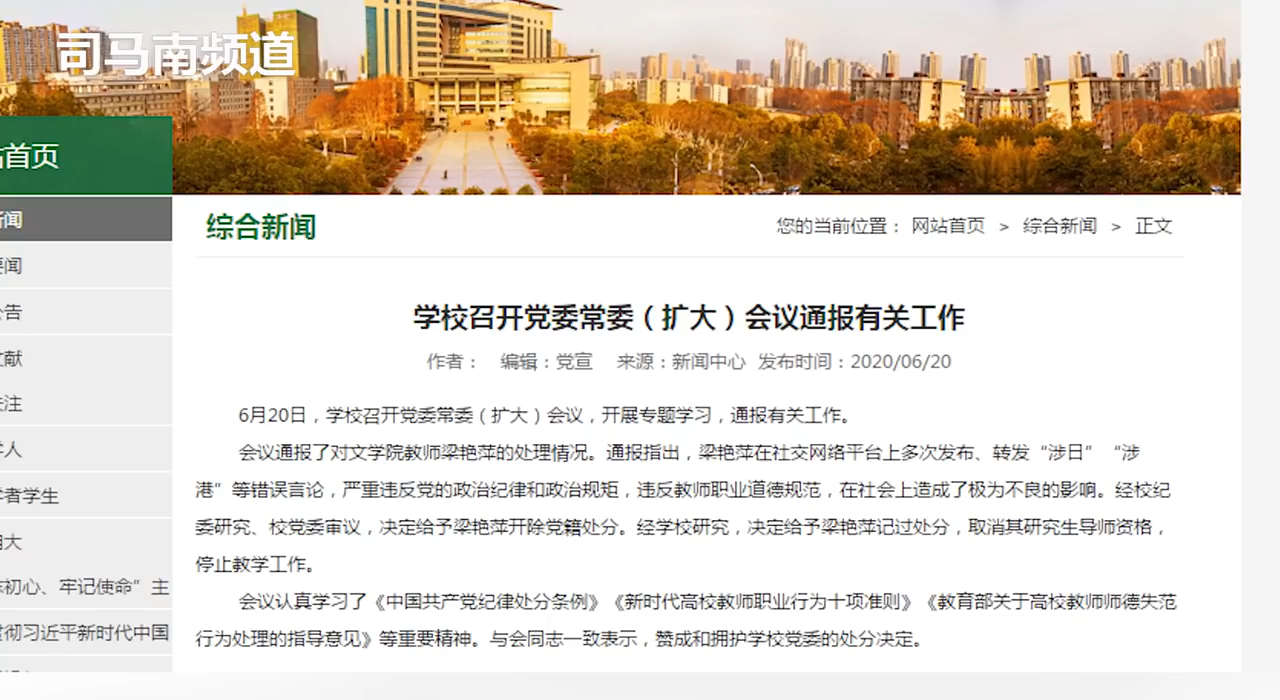 司马南频道
站首页
综合新闻
您的当前位置： 网站首页 > 综合新闻 > 正文
学校召开党委常委（扩大）会议通报有关工作
作者： 编辑：党宣 来源：新闻中心 发布时间：2020/06/20
6月20日，学校召开党委常委（扩大）会议，开展专题学习，通报有关工作。
会议通报了对文学院教师梁艳萍的处理情况。通报指出，梁艳萍在社交网络平台上多次发布、转发“涉日”“涉
港”等错误言论，严重违反党的政治纪律和政治规矩，违反教师职业道德规范，在社会上造成了极为不良的影响。经校纪
委研究、校党委审议，决定给予梁艳萍开除党籍处分。经学校研究，决定给予梁艳萍记过处分，取消其研究生导师资格，
停止教学工作。
会议认真学习了《中国共产党纪律处分条例》《新时代高校教师职业行为十项准则》《教育部关于高校教师师德失范
行为处理的指导意见》等重要精神。与会同志一致表示，赞成和拥护学校党委的处分决定。
闻
闻
告
献
注
人
者学生
大
初心、牢记使命”主
彻习近平新时代中国